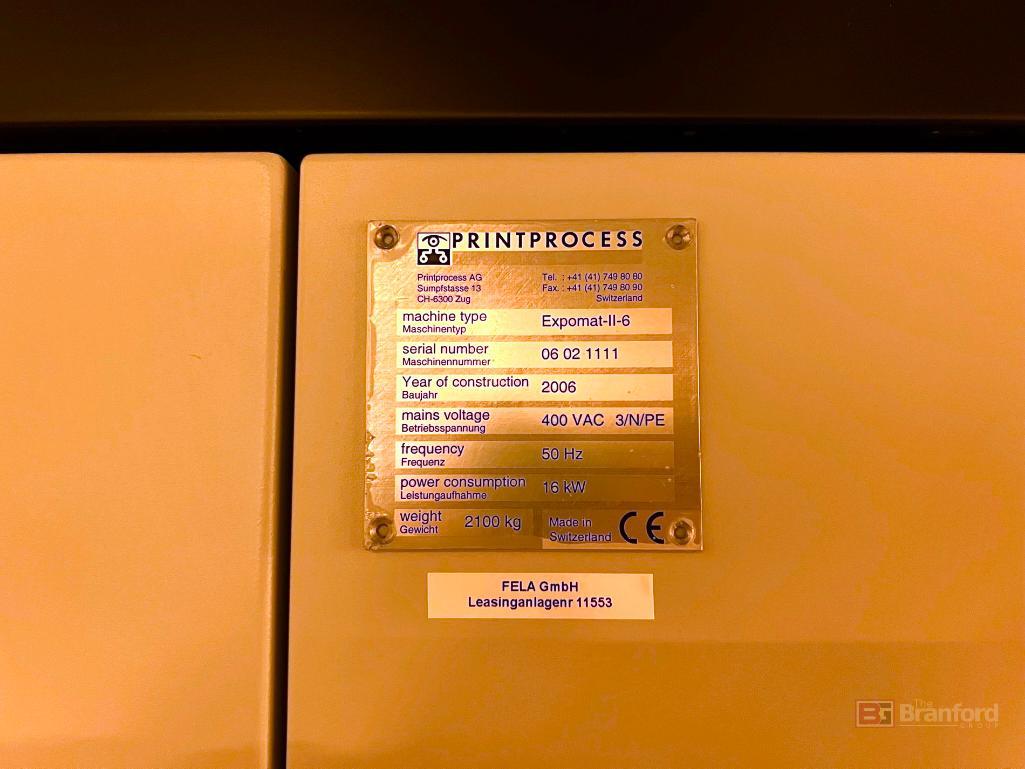 PRINTPROCESS
Printprocess AG
Sumpfstasse 13
CH-6300 Zug
Tel. : +41 (41) 749 80 80
Fax. : +41 (41) 749 80 90
Switzerland
machine type
Maschinentyp
Expomat-II-6
serial number
Maschinennummer
06 02 1111
Year of construction
Baujahr
2006
mains voltage
Betriebsspannung
400 VAC 3/N/PE
frequency
Frequenz
50 Hz
power consumption
Leistungaufhahme
16 kW
weight
Gewicht
2100 kg
Made in
Switzerland
CE
FELA GmbH
Leasinganlagenr 11553
BG The
Branford
GROUP